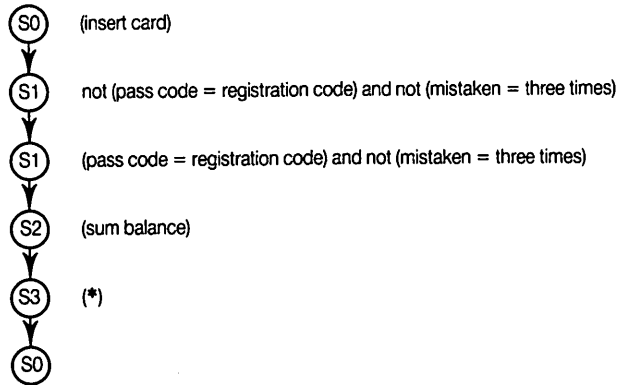 S0 (insert card)
S1 not (pass code = registration code) and not (mistaken = three times)
S1 (pass code = registration code) and not (mistaken = three times)
S2 (sum balance)
S3 (*)
S0